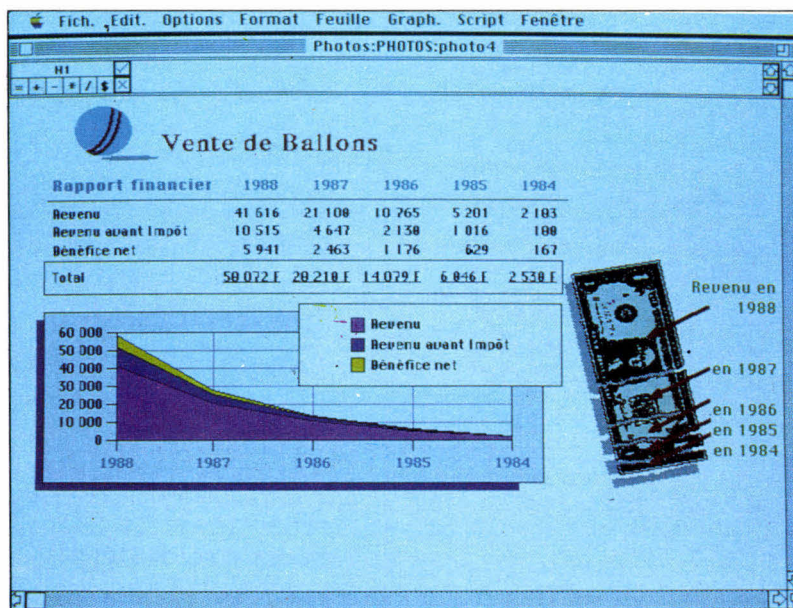 Fich. Edit. Options Format Feuille Graph. Script Fenêtre
Photos:PHOTOS:photo4
H1
= + - * / $
Vente de Ballons
Rapport financier 1988 1987 1986 1985 1984
Revenu 41 616 21 100 10 765 5 201 2 183
Revenu avant Impôt 10 515 4 647 2 138 1 016 188
Bénéfice net 5 941 2 463 1 176 629 167
Total 58 072 F 28 210 F 14 079 F 6 846 F 2 538 F
Revenu en
1988
en 1987
en 1986
en 1985
en 1984
Revenu
Revenu avant Impôt
Bénéfice net
60 000
50 000
40 000
30 000
20 000
10 000
0
1988 1987 1986 1985 1984